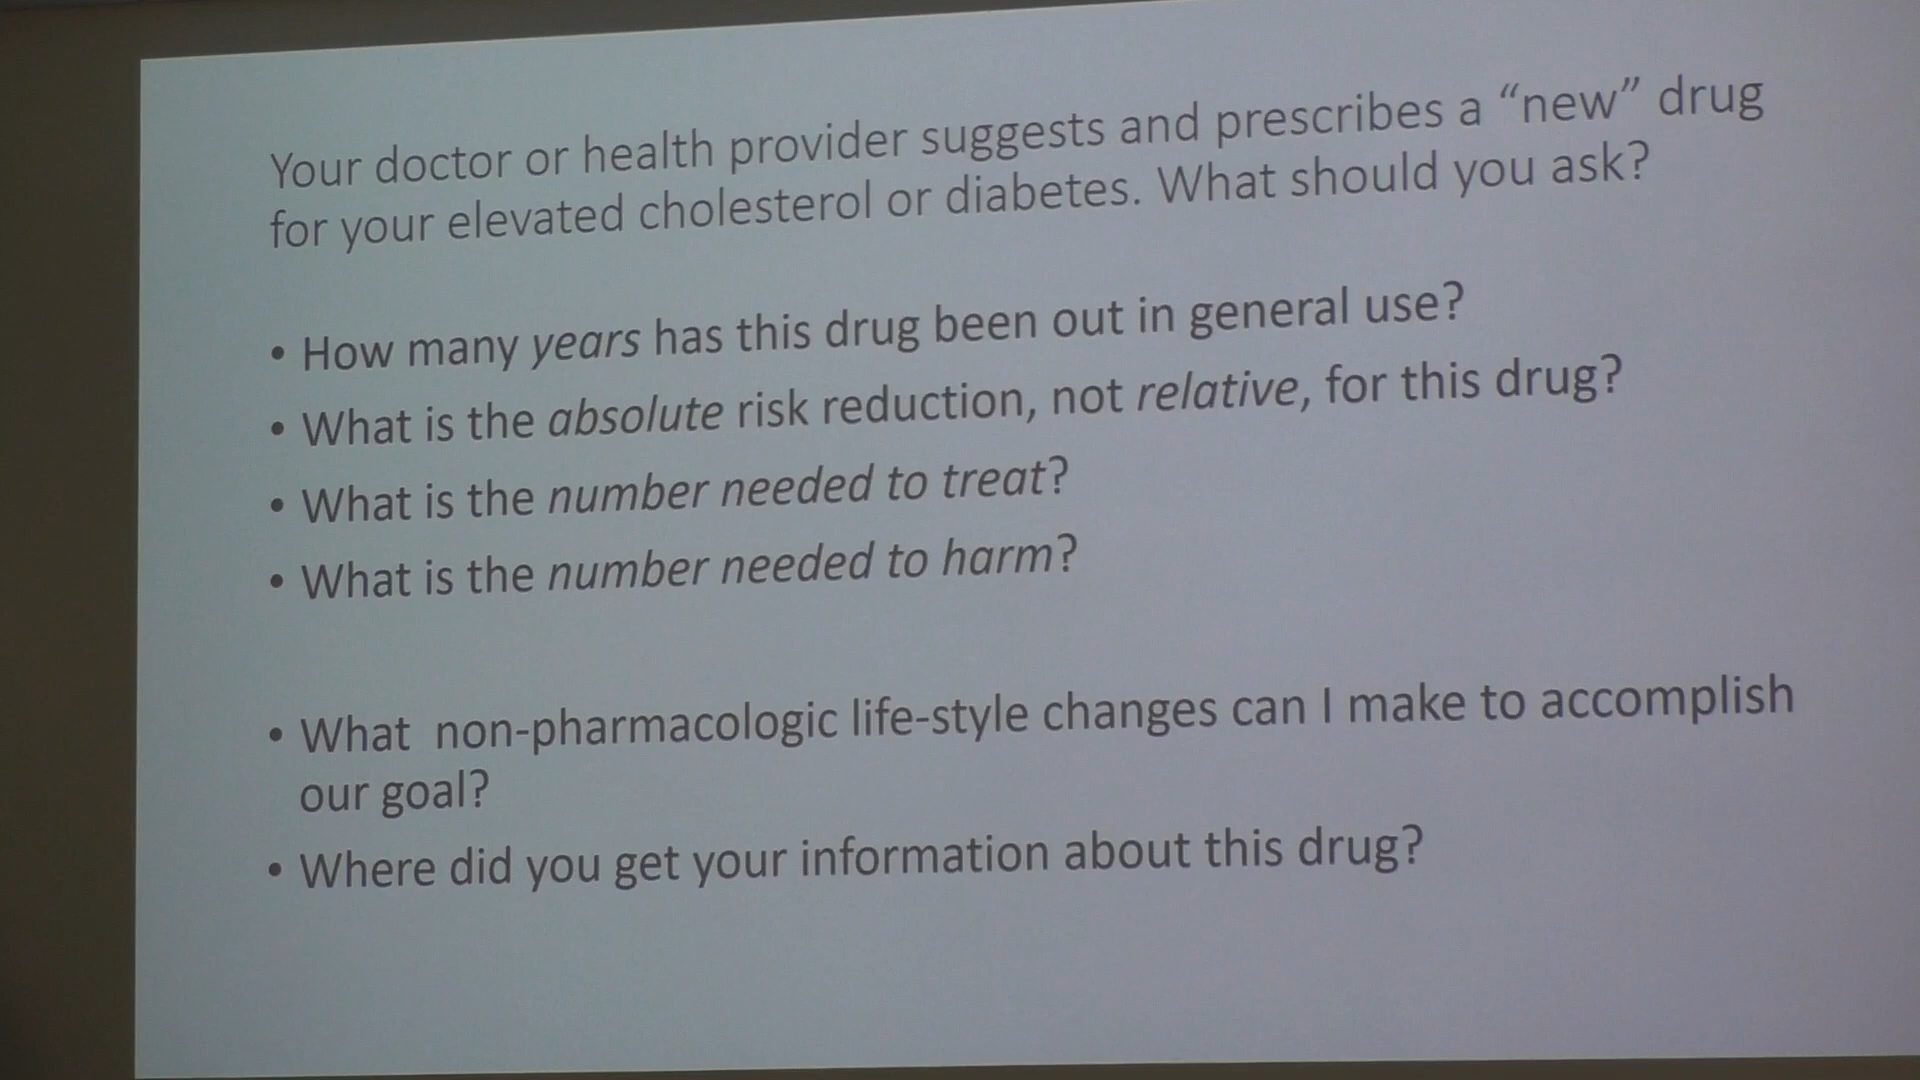 Your doctor or health provider suggests and prescribes a “new” drug
for your elevated cholesterol or diabetes. What should you ask?
• How many years has this drug been out in general use?
• What is the absolute risk reduction, not relative, for this drug?
• What is the number needed to treat?
• What is the number needed to harm?
• What non-pharmacologic life-style changes can I make to accomplish
our goal?
• Where did you get your information about this drug?